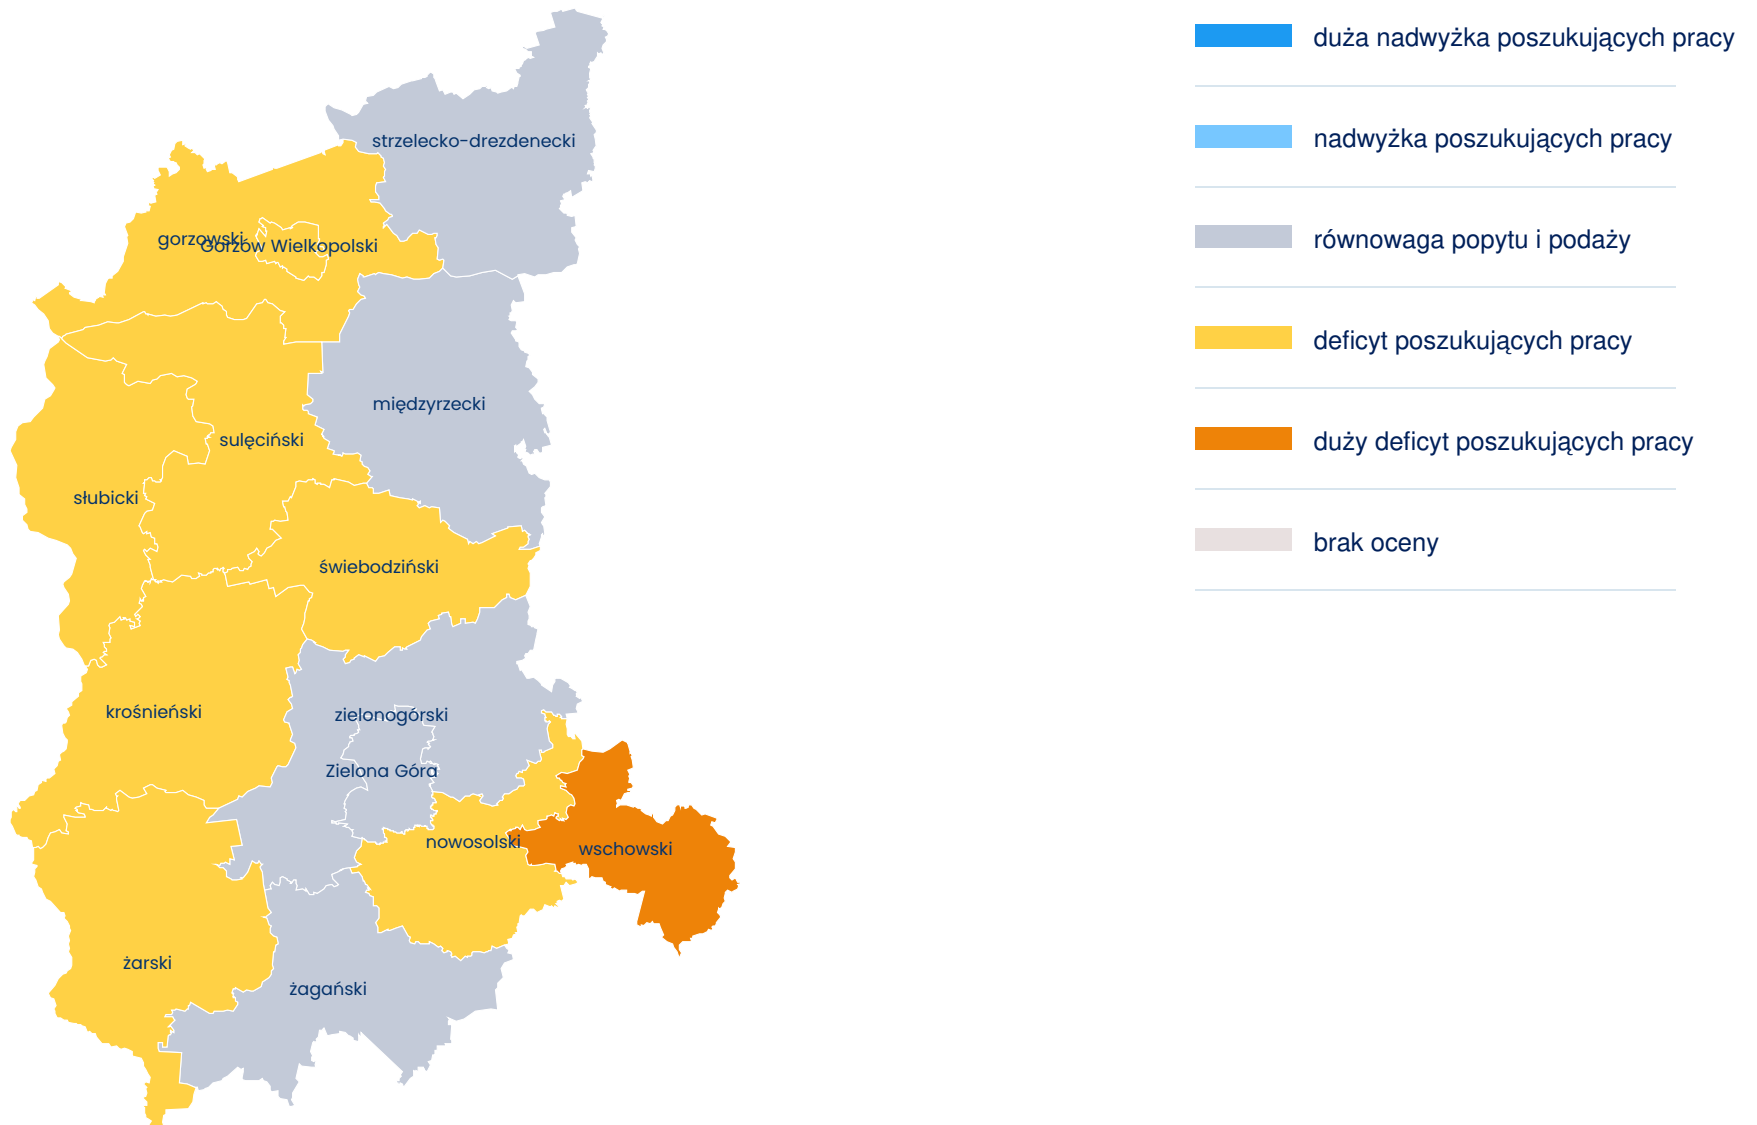 strzelecko-drezdenecki
gorzowski
Gorzów Wielkopolski
międzyrzecki
sulęciński
słubicki
świebodziński
krośnieński
zielonogórski
Zielona Góra
nowosolski
wschowski
żarski
żagański
duża nadwyżka poszukujących pracy
nadwyżka poszukujących pracy
równowaga popytu i podaży
deficyt poszukujących pracy
duży deficyt poszukujących pracy
brak oceny